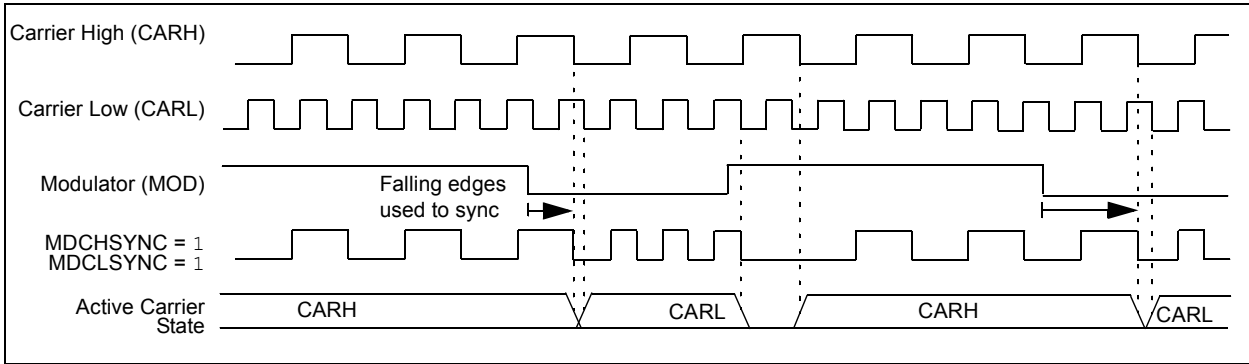 Carrier High (CARH)
Carrier Low (CARL)
Modulator (MOD)
Falling edges
used to sync
MDCHSYNC = 1
MDCLSYNC = 1
Active Carrier
State
CARH
CARL
CARH
CARL